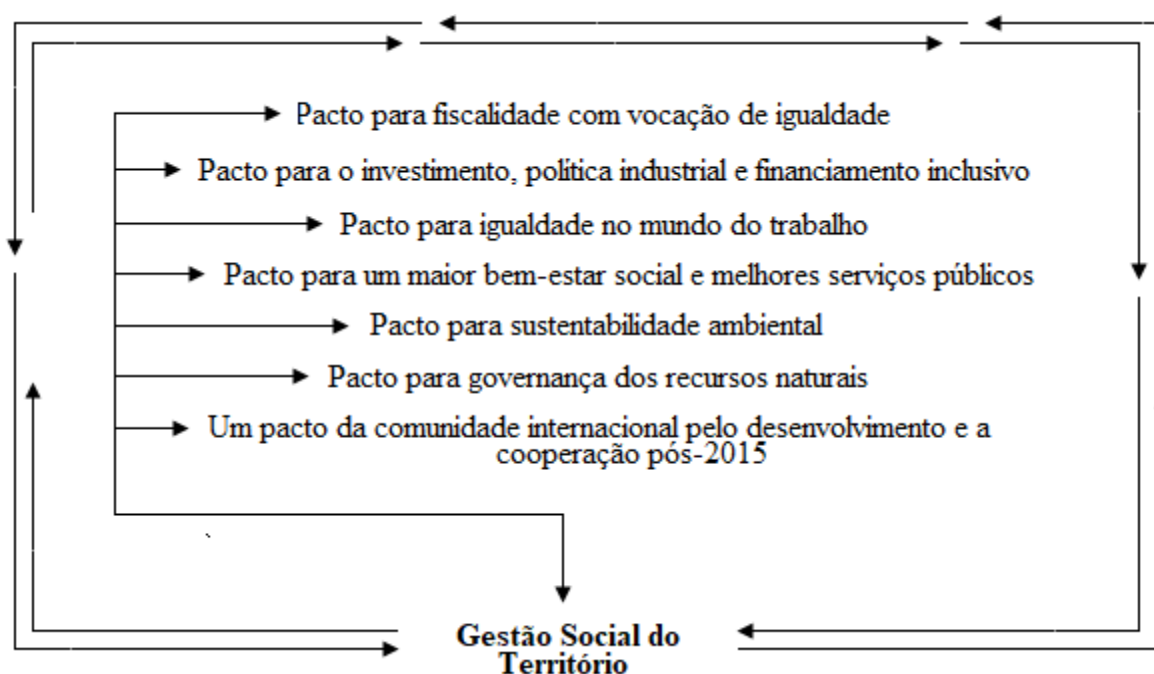 Pacto para fiscalidade com vocação de igualdade
Pacto para o investimento, política industrial e financiamento inclusivo
Pacto para igualdade no mundo do trabalho
Pacto para um maior bem-estar social e melhores serviços públicos
Pacto para sustentabilidade ambiental
Pacto para governança dos recursos naturais
Um pacto da comunidade internacional pelo desenvolvimento e a
cooperação pós-2015
Gestão Social do
Território